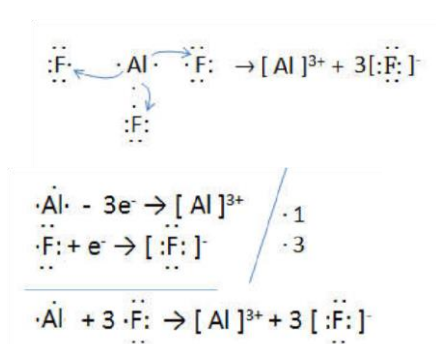 :F̤̈· ·Al· ·F̤̈: → [ Al ]³⁺ + 3[:F̤̈: ]⁻
:F̤̈:
·Al· - 3e⁻ → [ Al ]³⁺ · 1
·F̤̈: + e⁻ → [ :F̤̈: ]⁻ · 3
·Al + 3 ·F̤̈: → [ Al ]³⁺ + 3 [ :F̤̈: ]⁻